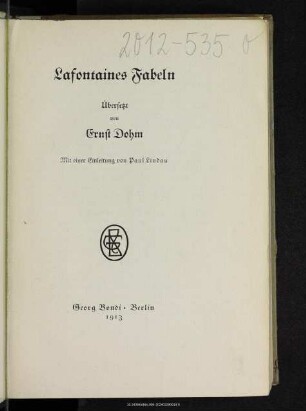 2012-535
Lafontaines Fabeln
Übersetzt
von
Ernst Dohm
Mit einer Einleitung von Paul Lindau
Georg Bondi · Berlin
1913